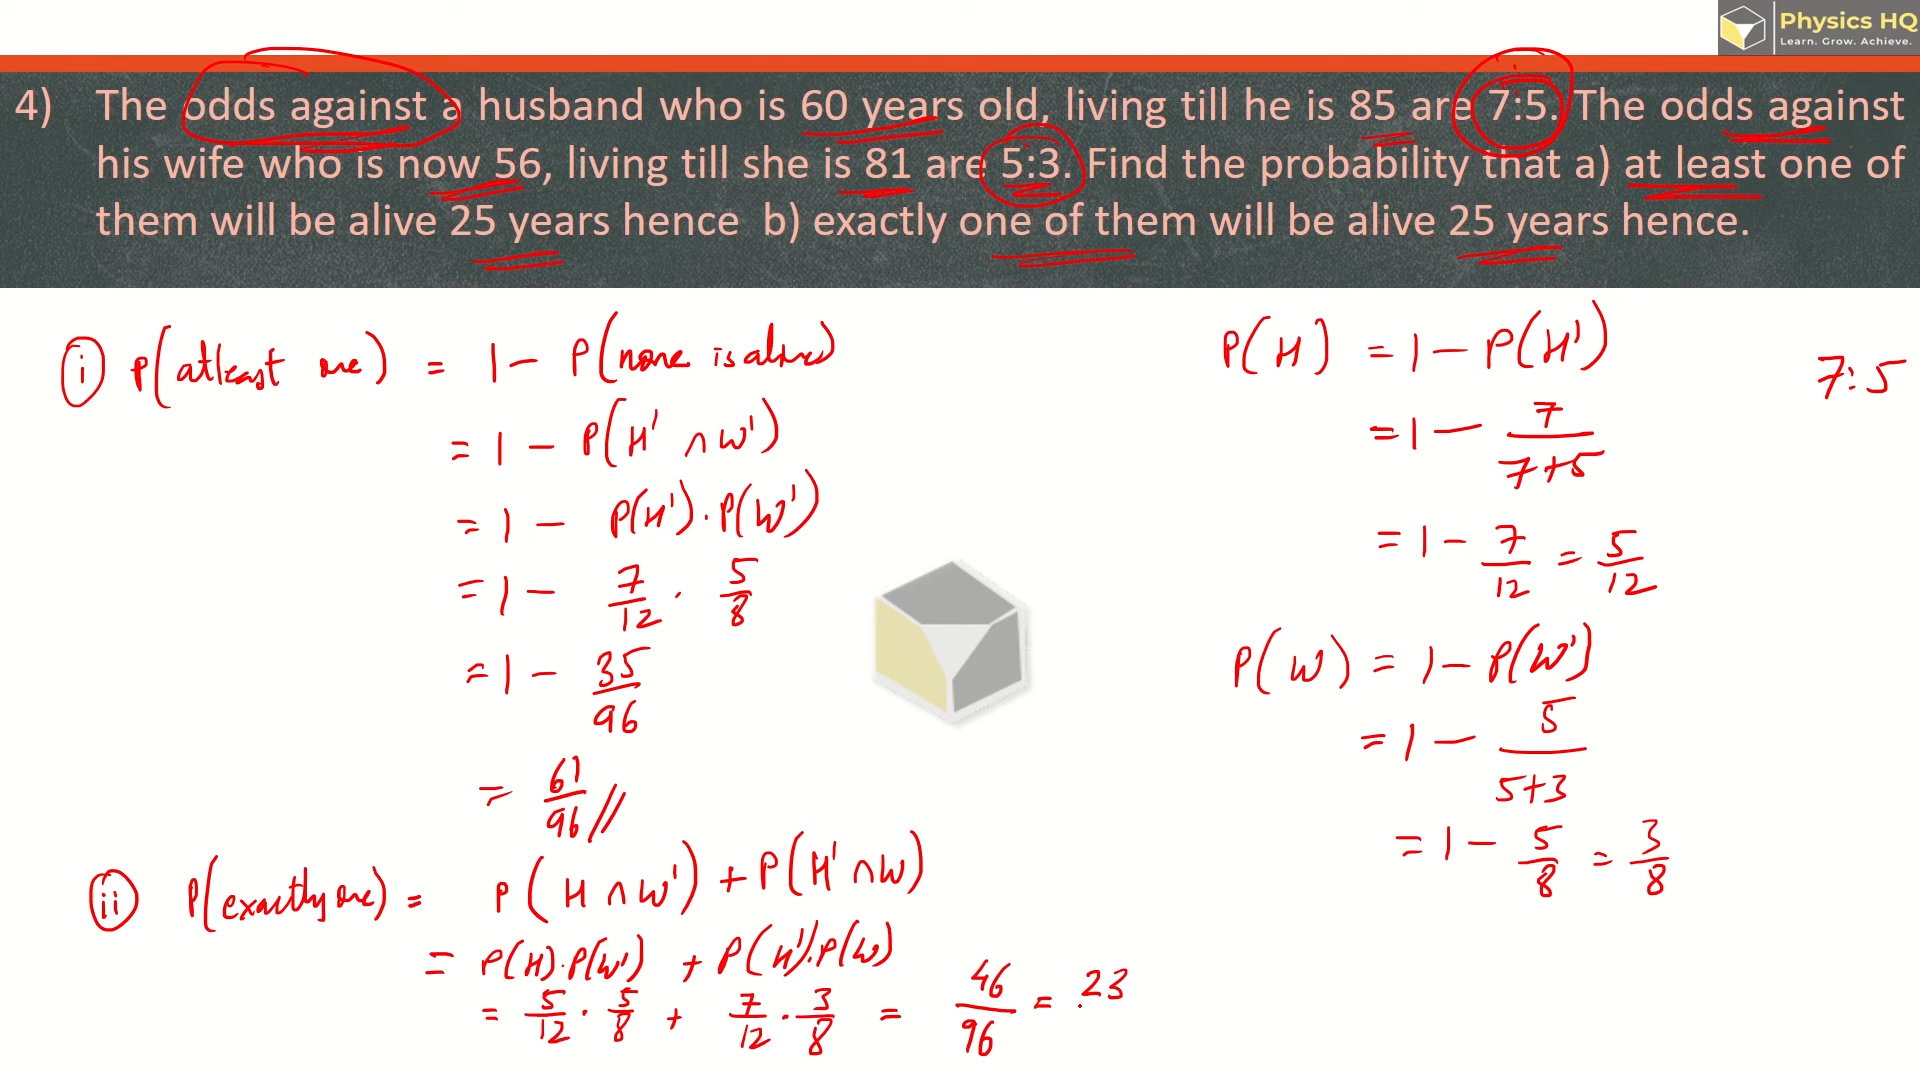 Physics HQ
Learn. Grow. Achieve.
4) The odds against a husband who is 60 years old, living till he is 85 are 7:5. The odds against
his wife who is now 56, living till she is 81 are 5:3. Find the probability that a) at least one of
them will be alive 25 years hence b) exactly one of them will be alive 25 years hence.
i P(atleast one) = 1 - P(none is alive)
= 1 - P(H' ∩ W')
= 1 - P(H') · P(W')
= 1 - 7/12 · 5/8
= 1 - 35/96
= 61/96 //
ii P(exactly one) = P(H ∩ W') + P(H' ∩ W)
= P(H) · P(W') + P(H') · P(W)
= 5/12 · 5/8 + 7/12 · 3/8 = 46/96 = 23
P(H) = 1 - P(H')
7:5
= 1 - 7/7+5
= 1 - 7/12 = 5/12
P(W) = 1 - P(W')
= 1 - 5/5+3
= 1 - 5/8 = 3/8